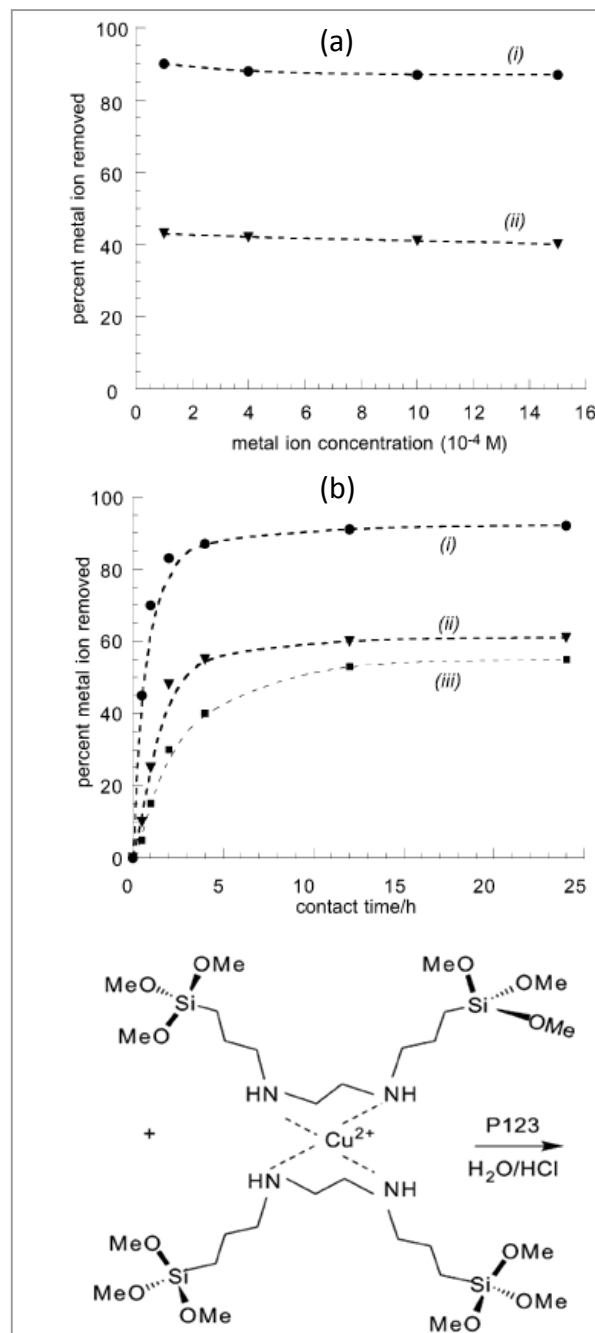 (a)
(i)
(ii)
percent metal ion removed
100
80
60
40
20
0
0 2 4 6 8 10 12 14 16
metal ion concentration (10⁻⁴ M)
(b)
(i)
(ii)
(iii)
percent metal ion removed
100
80
60
40
20
0
0 5 10 15 20 25
contact time/h
MeO OMe MeO OMe
MeO Si Si OMe
MeO
HN NH
+ Cu²⁺ P123
H₂O/HCl
HN NH
MeO OMe
MeO Si Si OMe
OMe MeO